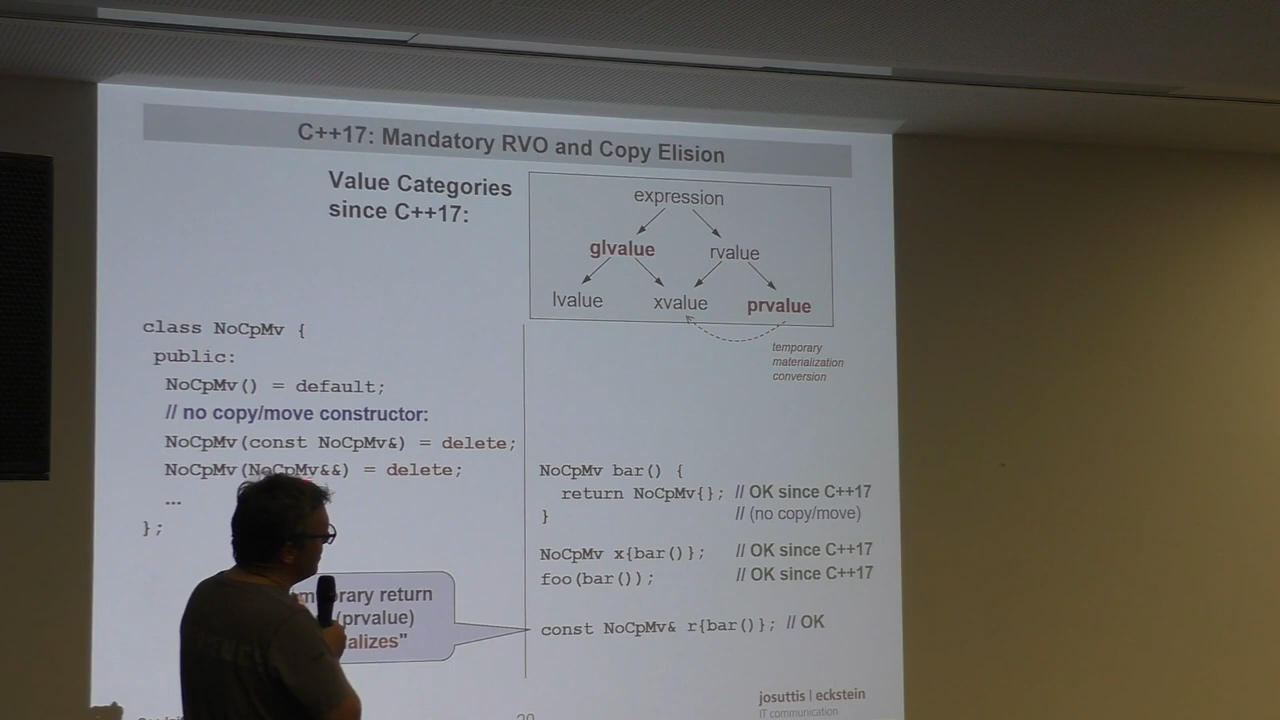 C++17: Mandatory RVO and Copy Elision
Value Categories
since C++17:
expression
glvalue rvalue
lvalue xvalue prvalue
temporary
materialization
conversion
class NoCpMv {
public:
NoCpMv() = default;
// no copy/move constructor:
NoCpMv(const NoCpMv&) = delete;
NoCpMv(NoCpMv&&) = delete;
...
};
NoCpMv bar() {
return NoCpMv{}; // OK since C++17
} // (no copy/move)
NoCpMv x{bar()}; // OK since C++17
foo(bar()); // OK since C++17
return
(prvalue)
const NoCpMv& r{bar()}; // OK
josuttis | eckstein
IT communication